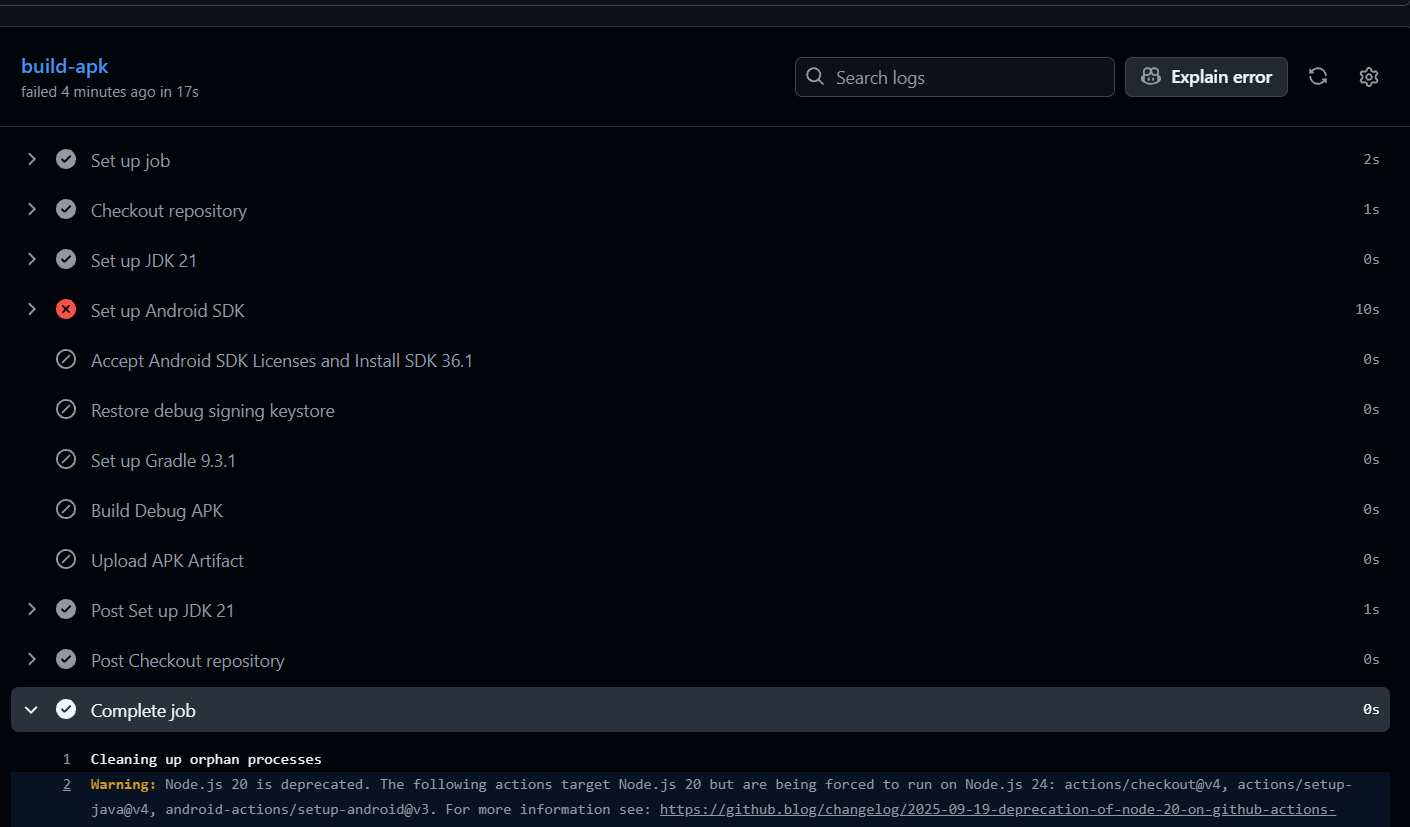 build-apk
failed 4 minutes ago in 17s
Search logs
Explain error
Set up job 2s
Checkout repository 1s
Set up JDK 21 0s
Set up Android SDK 10s
Accept Android SDK Licenses and Install SDK 36.1 0s
Restore debug signing keystore 0s
Set up Gradle 9.3.1 0s
Build Debug APK 0s
Upload APK Artifact 0s
Post Set up JDK 21 1s
Post Checkout repository 0s
Complete job 0s
1 Cleaning up orphan processes
2 Warning: Node.js 20 is deprecated. The following actions target Node.js 20 but are being forced to run on Node.js 24: actions/checkout@v4, actions/setup-
java@v4, android-actions/setup-android@v3. For more information see: https://github.blog/changelog/2025-09-19-deprecation-of-node-20-on-github-actions-